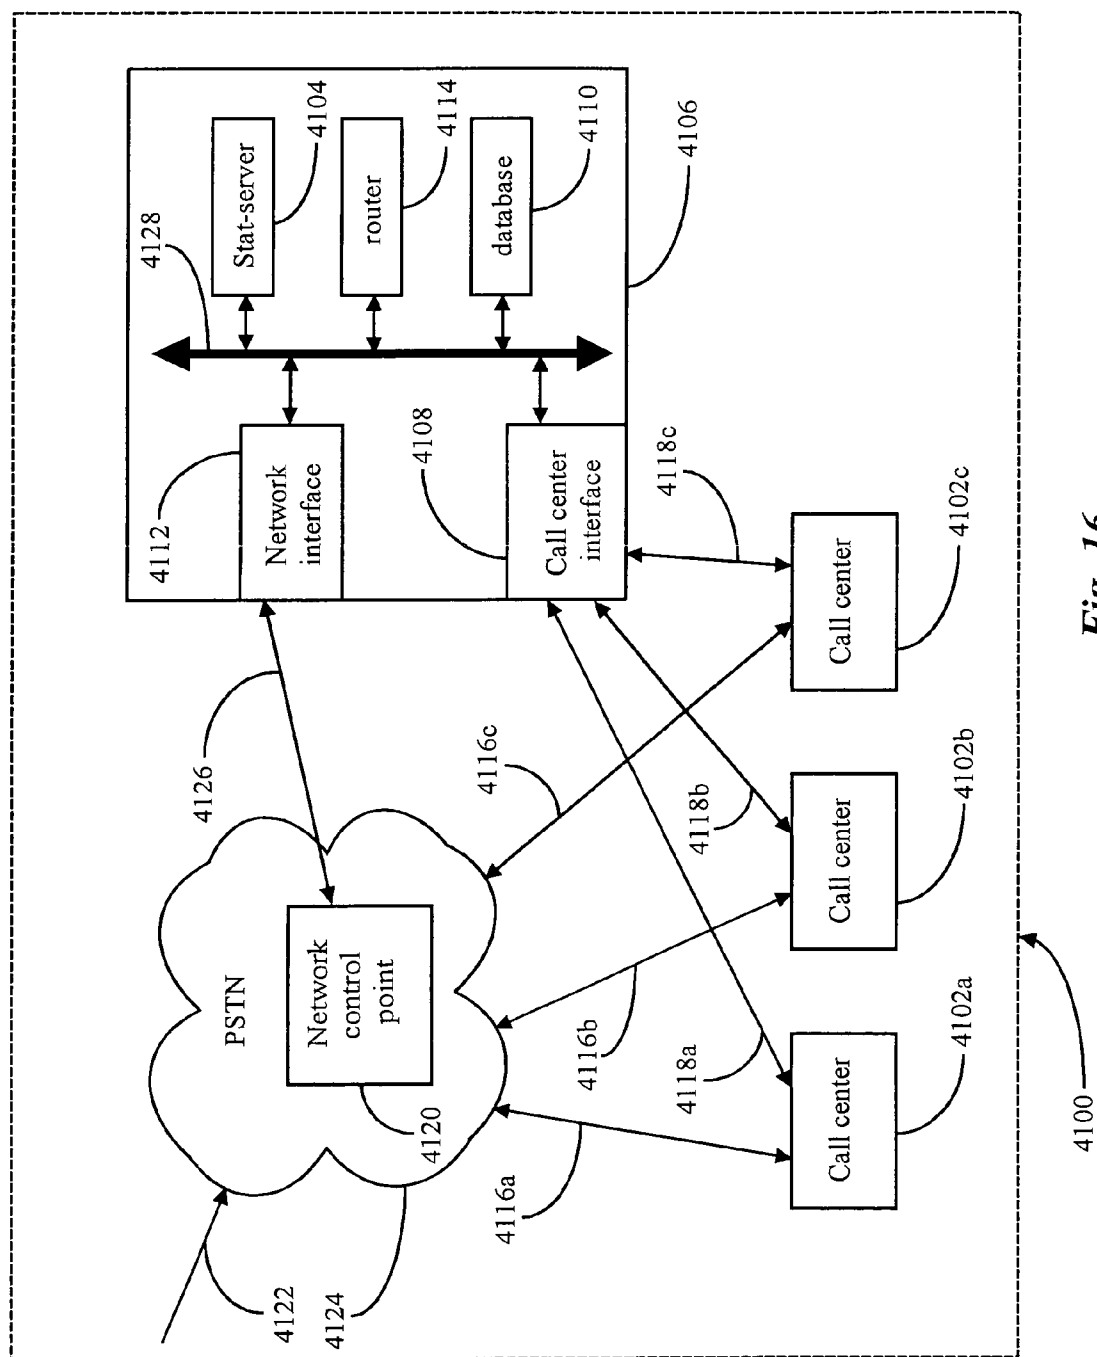 4122
4124
PSTN
Network
control
point
4120
4126
4112
Network
interface
4108
Call center
interface
4128
Stat-server
4104
router
4114
database
4110
4106
4116a
4116b
4116c
4118a
4118b
4118c
Call center
4102a
Call center
4102b
Call center
4102c
4100
Fig. 16